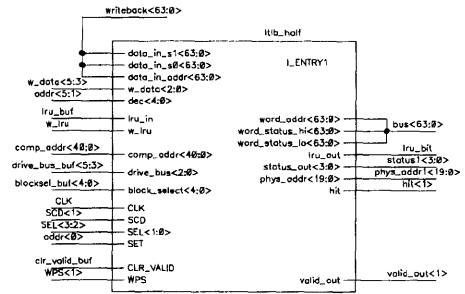 writeback<63:0>
ltlb_half
data_in_s1<63:0>
data_in_s0<63:0>
data_in_addr<63:0>
I_ENTRY1
w_data<5:3>
w_data<2:0>
addr<5:1>
dec<4:0>
lru_buf
lru_in
w_lru
w_lru
word_addr<63:0>
word_status_hi<63:0>
word_status_lo<63:0>
bus<63:0>
comp_addr<40:0>
comp_addr<40:0>
lru_out
lru_bit
drive_bus_buf<5:3>
drive_bus<2:0>
status_out<3:0>
status1<3:0>
phys_addr<19:0>
phys_addr1<19:0>
blocksel_buf<4:0>
block_select<4:0>
hit
hit<1>
CLK
CLK
SCD<1>
SCD
SEL<3:2>
SEL<1:0>
addr<0>
SET
clr_valid_buf
CLR_VALID
WPS<1>
WPS
valid_out
valid_out<1>